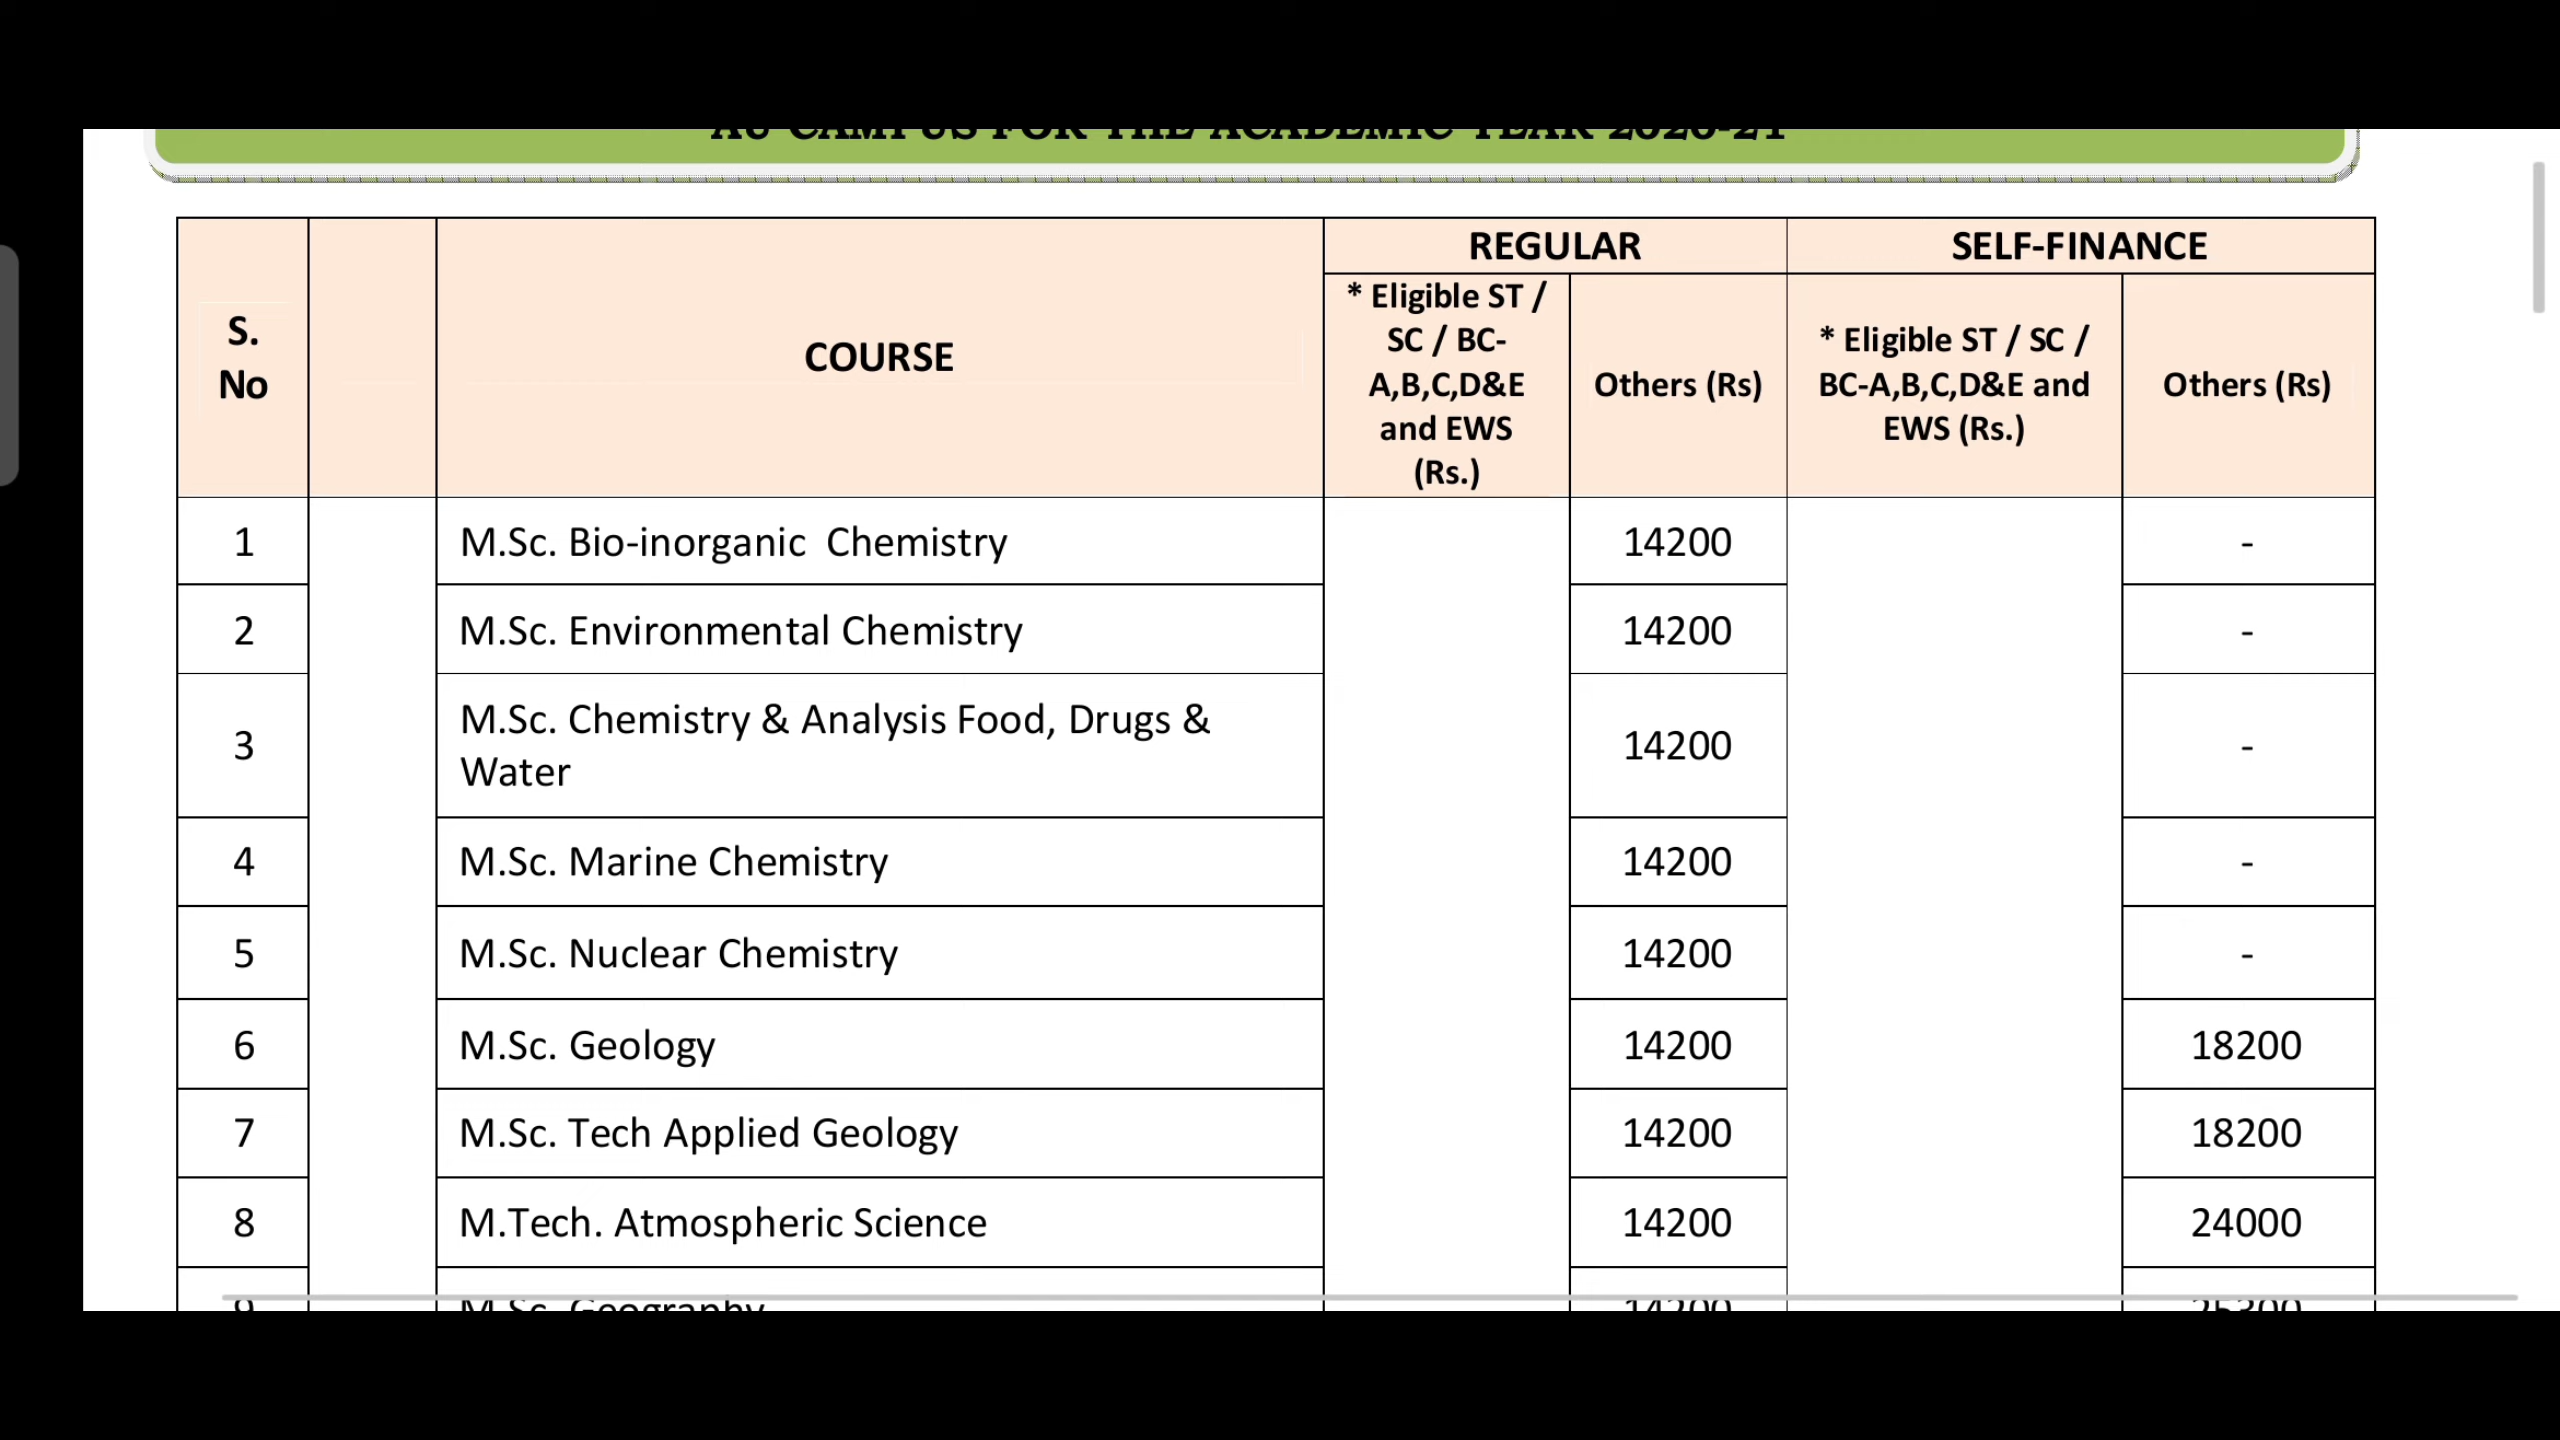 AU CAMPUS FOR THE ACADEMIC YEAR 2020-21
S. No COURSE REGULAR SELF-FINANCE
* Eligible ST / SC / BC-A,B,C,D&E and EWS (Rs.) Others (Rs) * Eligible ST / SC / BC-A,B,C,D&E and EWS (Rs.) Others (Rs)
1 M.Sc. Bio-inorganic Chemistry 14200 -
2 M.Sc. Environmental Chemistry 14200 -
3 M.Sc. Chemistry & Analysis Food, Drugs &
Water 14200 -
4 M.Sc. Marine Chemistry 14200 -
5 M.Sc. Nuclear Chemistry 14200 -
6 M.Sc. Geology 14200 18200
7 M.Sc. Tech Applied Geology 14200 18200
8 M.Tech. Atmospheric Science 14200 24000
9 M.Sc. Geography 14200